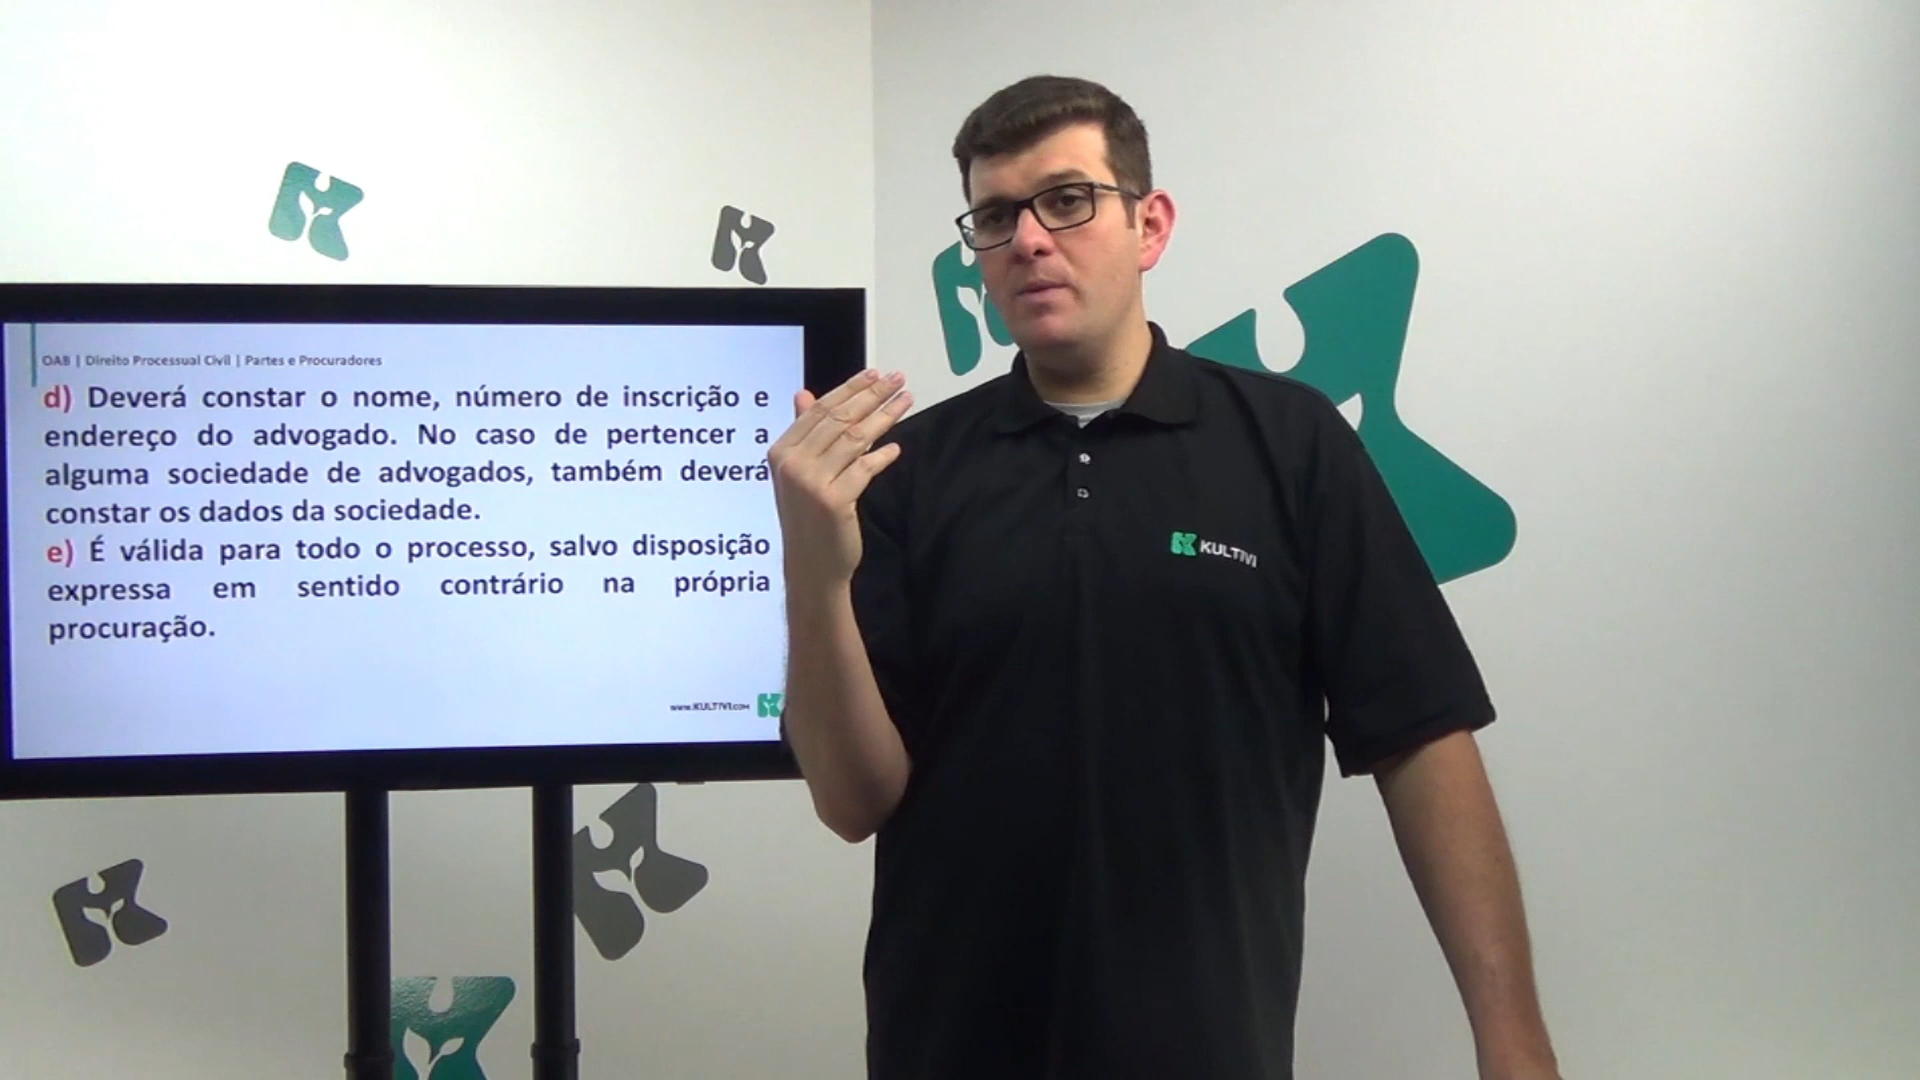 OAB | Direito Processual Civil | Partes e Procuradores
d) Deverá constar o nome, número de inscrição e
endereço do advogado. No caso de pertencer a
alguma sociedade de advogados, também deverá
constar os dados da sociedade.
e) É válida para todo o processo, salvo disposição
expressa em sentido contrário na própria
procuração.
www.KULTIVI.COM
KULTIVI